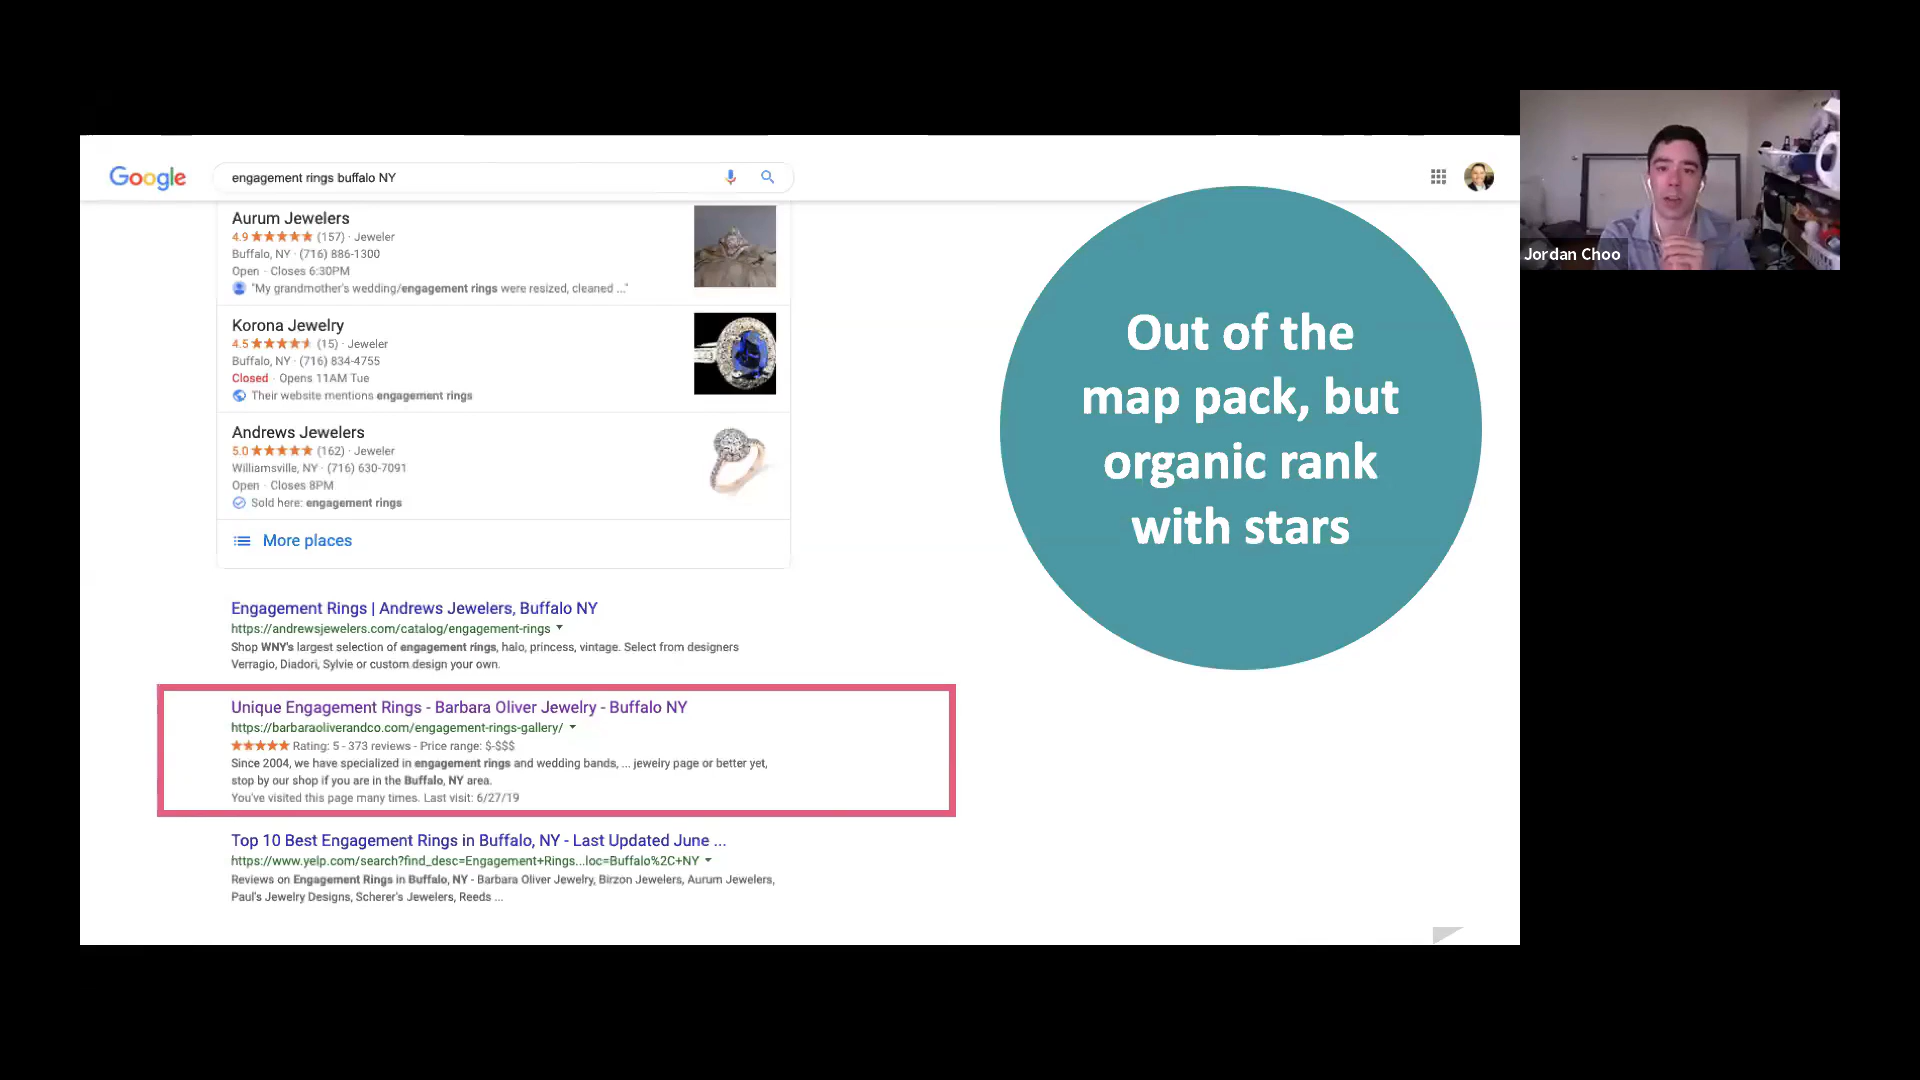 Google
engagement rings buffalo NY
Aurum Jewelers
4.9 ★★★★★ (157) · Jeweler
Buffalo, NY · (716) 886-1300
Open · Closes 6:30PM
"My grandmother's wedding/engagement rings were resized, cleaned ..."
Korona Jewelry
4.5 ★★★★★ (15) · Jeweler
Buffalo, NY · (716) 834-4755
Closed · Opens 11AM Tue
Their website mentions engagement rings
Andrews Jewelers
5.0 ★★★★★ (162) · Jeweler
Williamsville, NY · (716) 630-7091
Open · Closes 8PM
Sold here: engagement rings
More places
Engagement Rings | Andrews Jewelers, Buffalo NY
https://andrewsjewelers.com/catalog/engagement-rings
Shop WNY's largest selection of engagement rings, halo, princess, vintage. Select from designers
Verragio, Diadori, Sylvie or custom design your own.
Unique Engagement Rings - Barbara Oliver Jewelry - Buffalo NY
https://barbaraoliverandco.com/engagement-rings-gallery/
★★★★★ Rating: 5 - 373 reviews - Price range: $-$$$
Since 2004, we have specialized in engagement rings and wedding bands, ... jewelry page or better yet,
stop by our shop if you are in the Buffalo, NY area.
You've visited this page many times. Last visit: 6/27/19
Top 10 Best Engagement Rings in Buffalo, NY - Last Updated June ...
https://www.yelp.com/search?find_desc=Engagement+Rings...loc=Buffalo%2C+NY
Reviews on Engagement Rings in Buffalo, NY - Barbara Oliver Jewelry, Birzon Jewelers, Aurum Jewelers,
Paul's Jewelry Designs, Scherer's Jewelers, Reeds ...
Out of the
map pack, but
organic rank
with stars
Jordan Choo